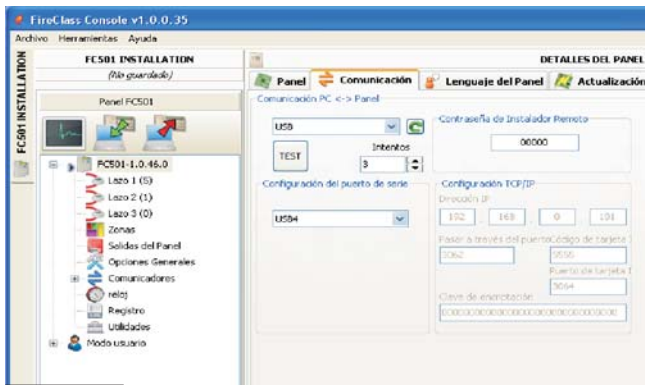 FireClass Console v1.0.0.35
Archivo Herramientas Ayuda
FC501 INSTALLATION
FC501 INSTALLATION
(No guardado)
Panel FC501
FC501-1.0.46.0
Lazo 1 (5)
Lazo 2 (1)
Lazo 3 (0)
Zonas
Salidas del Panel
Opciones Generales
Comunicadores
reloj
Registro
Utilidades
Modo usuario
DETALLES DEL PANEL
Panel Comunicación Lenguaje del Panel Actualización
Comunicación PC <-> Panel
USB
TEST
Intentos
3
Contraseña de Instalador Remoto
00000
Configuración del puerto de serie
USB4
Configuración TCP/IP
Dirección IP
192 . 168 . 0 . 101
Pasar a través del puerto Código de tarjeta
3062 5555
Puerto de tarjeta
3064
Clave de encriptación